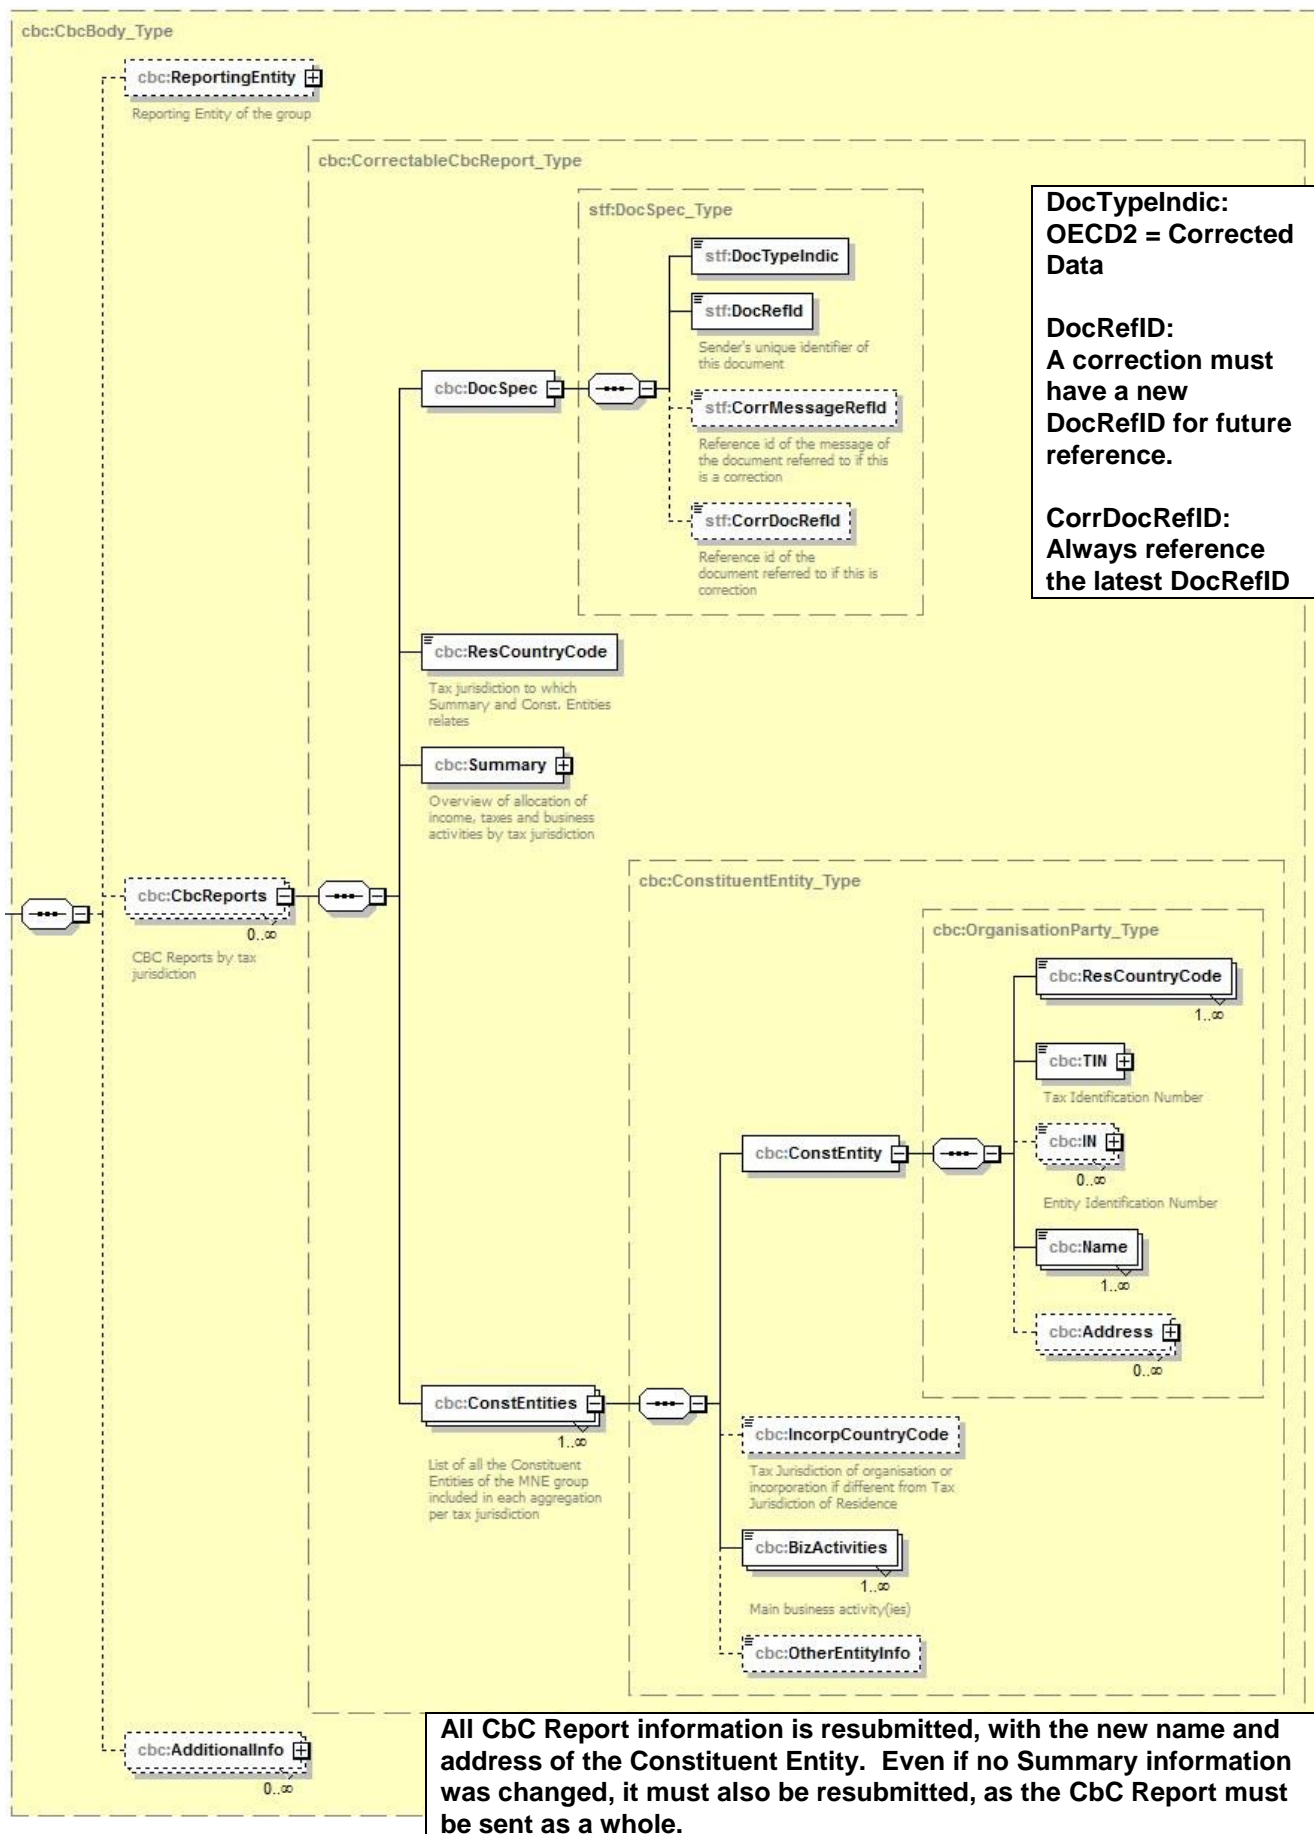 cbc:CbcBody_Type
cbc:ReportingEntity
Reporting Entity of the group
cbc:CorrectableCbcReport_Type
stf:DocSpec_Type
stf:DocTypeIndic
stf:DocRefId
Sender's unique identifier of
this document
cbc:DocSpec
stf:CorrMessageRefId
Reference id of the message of
the document referred to if this
is a correction
stf:CorrDocRefId
Reference id of the
document referred to if this is
correction
DocTypeIndic:
OECD2 = Corrected
Data
DocRefID:
A correction must
have a new
DocRefID for future
reference.
CorrDocRefID:
Always reference
the latest DocRefID
cbc:ResCountryCode
Tax jurisdiction to which
Summary and Const. Entities
relates
cbc:Summary
Overview of allocation of
income, taxes and business
activities by tax jurisdiction
cbc:CbcReports
0..∞
CBC Reports by tax
jurisdiction
cbc:ConstituentEntity_Type
cbc:OrganisationParty_Type
cbc:ResCountryCode
1..∞
cbc:TIN
Tax Identification Number
cbc:IN
0..∞
Entity Identification Number
cbc:ConstEntity
cbc:Name
1..∞
cbc:Address
0..∞
cbc:ConstEntities
1..∞
List of all the Constituent
Entities of the MNE group
included in each aggregation
per tax jurisdiction
cbc:IncorpCountryCode
Tax Jurisdiction of organisation or
incorporation if different from Tax
Jurisdiction of Residence
cbc:BizActivities
1..∞
Main business activity(ies)
cbc:OtherEntityInfo
cbc:AdditionalInfo
0..∞
All CbC Report information is resubmitted, with the new name and
address of the Constituent Entity. Even if no Summary information
was changed, it must also be resubmitted, as the CbC Report must
be sent as a whole.